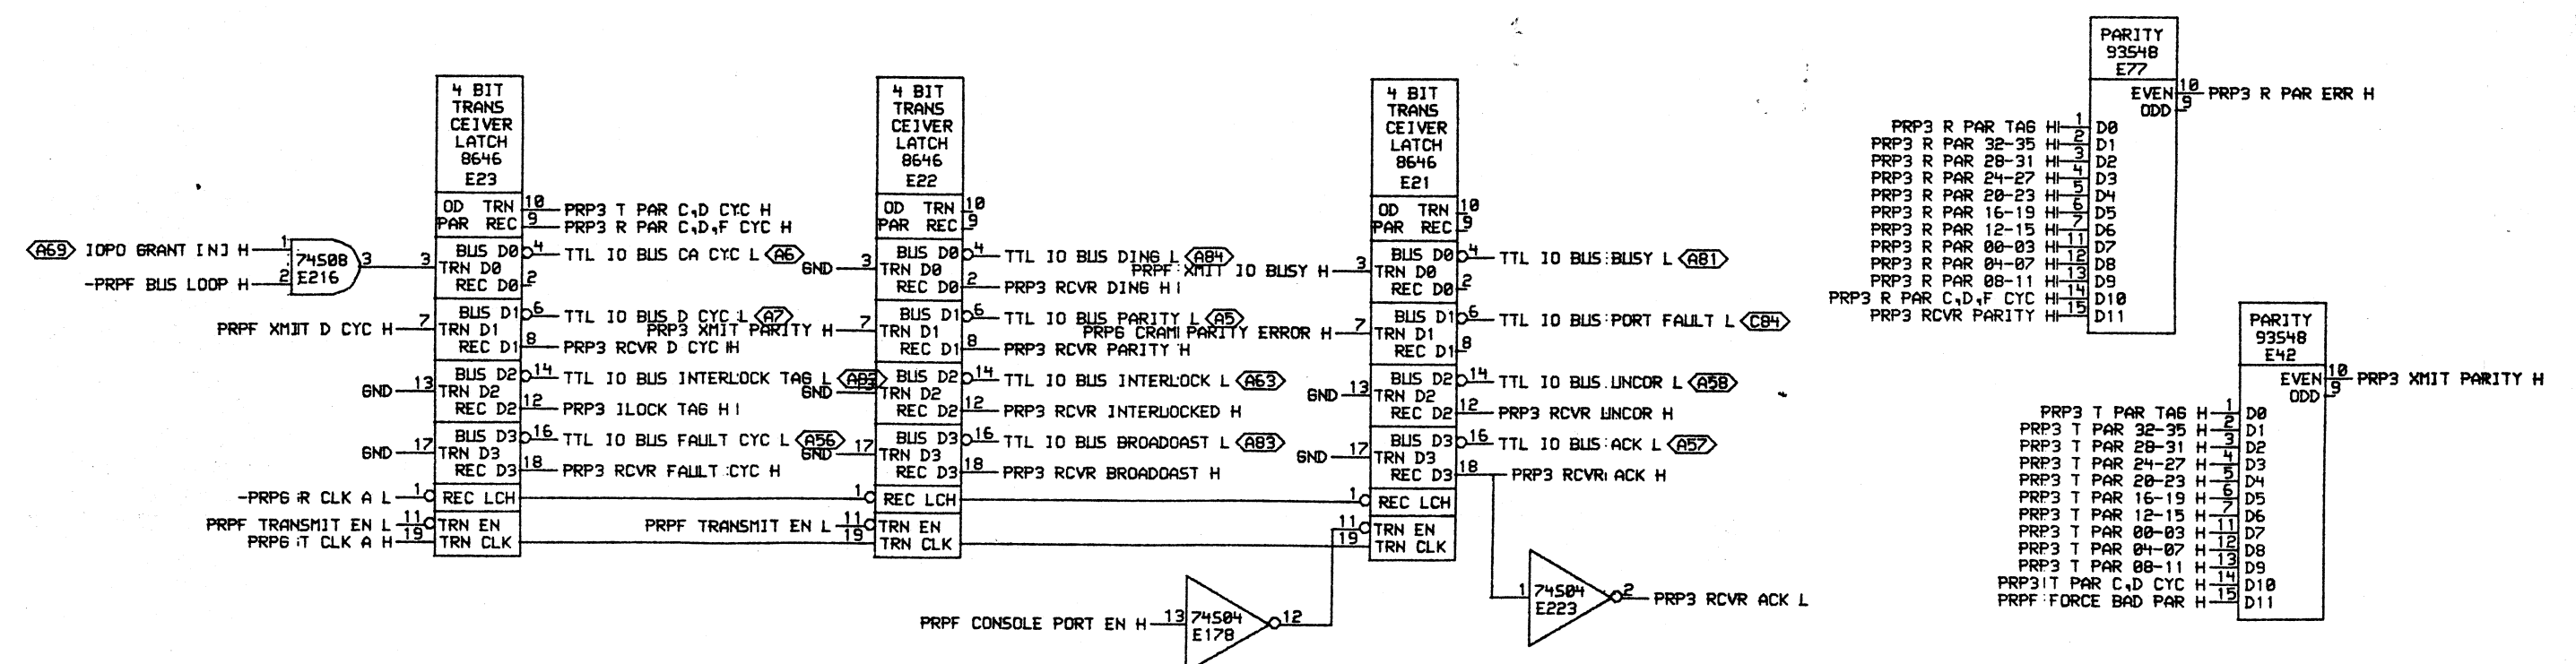 4 BIT
TRANS
CEIVER
LATCH
8646
E23
OD TRN 10 PRP3 T PAR C,D CYC H
PAR REC 9 PRP3 R PAR C,D,F CYC H
A69 IOPO GRANT INJ H 1
-PRPF BUS LOOP H 2
74S08
E216
3
BUS D0 4 TTL IO BUS CA CYC L A6
3 TRN D0
REC D0 2
BUS D1 6 TTL IO BUS D CYC L A7
PRPF XMIT D CYC H 7 TRN D1
REC D1 8 PRP3 RCVR D CYC H
BUS D2 14 TTL IO BUS INTERLOCK TAG L
GND 13 TRN D2
REC D2 12 PRP3 ILOCK TAG H
BUS D3 16 TTL IO BUS FAULT CYC L A56
GND 17 TRN D3
REC D3 18 PRP3 RCVR FAULT CYC H
-PRP6 R CLK A L 1 REC LCH
PRPF TRANSMIT EN L 11 TRN EN
PRP6 T CLK A H 19 TRN CLK
4 BIT
TRANS
CEIVER
LATCH
8646
E22
OD TRN 10
PAR REC 9
BUS D0 4 TTL IO BUS DING L A84
GND 3 TRN D0
REC D0 2 PRP3 RCVR DING H
BUS D1 6 TTL IO BUS PARITY L A5
PRP3 XMIT PARITY H 7 TRN D1
REC D1 8 PRP3 RCVR PARITY H
BUS D2 14 TTL IO BUS INTERLOCK L A63
GND TRN D2
REC D2 12 PRP3 RCVR INTERLOCKED H
BUS D3 16 TTL IO BUS BROADCAST L A83
GND 17 TRN D3
REC D3 18 PRP3 RCVR BROADCAST H
1 REC LCH
PRPF TRANSMIT EN L 11 TRN EN
19 TRN CLK
4 BIT
TRANS
CEIVER
LATCH
8646
E21
OD TRN 10
PAR REC 9
BUS D0 4 TTL IO BUS BUSY L A81
PRPF XMIT IO BUSY H 3 TRN D0
REC D0 2
BUS D1 6 TTL IO BUS PORT FAULT L C84
PRP6 CRAM PARITY ERROR H 7 TRN D1
REC D1 8
BUS D2 14 TTL IO BUS UNCOR L A58
GND 13 TRN D2
REC D2 12 PRP3 RCVR UNCOR H
BUS D3 16 TTL IO BUS ACK L A57
GND 17 TRN D3
REC D3 18 PRP3 RCVR ACK H
1 REC LCH
11 TRN EN
19 TRN CLK
PRPF CONSOLE PORT EN H 13 74S04 12
E178
1 74S04 2 PRP3 RCVR ACK L
E223
PARITY
93S48
E77
EVEN 10 PRP3 R PAR ERR H
ODD 9
PRP3 R PAR TAG H 1 D0
PRP3 R PAR 32-35 H 2 D1
PRP3 R PAR 28-31 H 3 D2
PRP3 R PAR 24-27 H 4 D3
PRP3 R PAR 20-23 H 5 D4
PRP3 R PAR 16-19 H 6 D5
PRP3 R PAR 12-15 H 7 D6
PRP3 R PAR 00-03 H 11 D7
PRP3 R PAR 04-07 H 12 D8
PRP3 R PAR 08-11 H 13 D9
PRP3 R PAR C,D,F CYC H 14 D10
PRP3 RCVR PARITY H 15 D11
PARITY
93S48
E42
EVEN 10 PRP3 XMIT PARITY H
ODD 9
PRP3 T PAR TAG H 1 D0
PRP3 T PAR 32-35 H 2 D1
PRP3 T PAR 28-31 H 3 D2
PRP3 T PAR 24-27 H 4 D3
PRP3 T PAR 20-23 H 5 D4
PRP3 T PAR 16-19 H 6 D5
PRP3 T PAR 12-15 H 7 D6
PRP3 T PAR 00-03 H 11 D7
PRP3 T PAR 04-07 H 12 D8
PRP3 T PAR 08-11 H 13 D9
PRP3 T PAR C,D CYC H 14 D10
PRPF FORCE BAD PAR H 15 D11